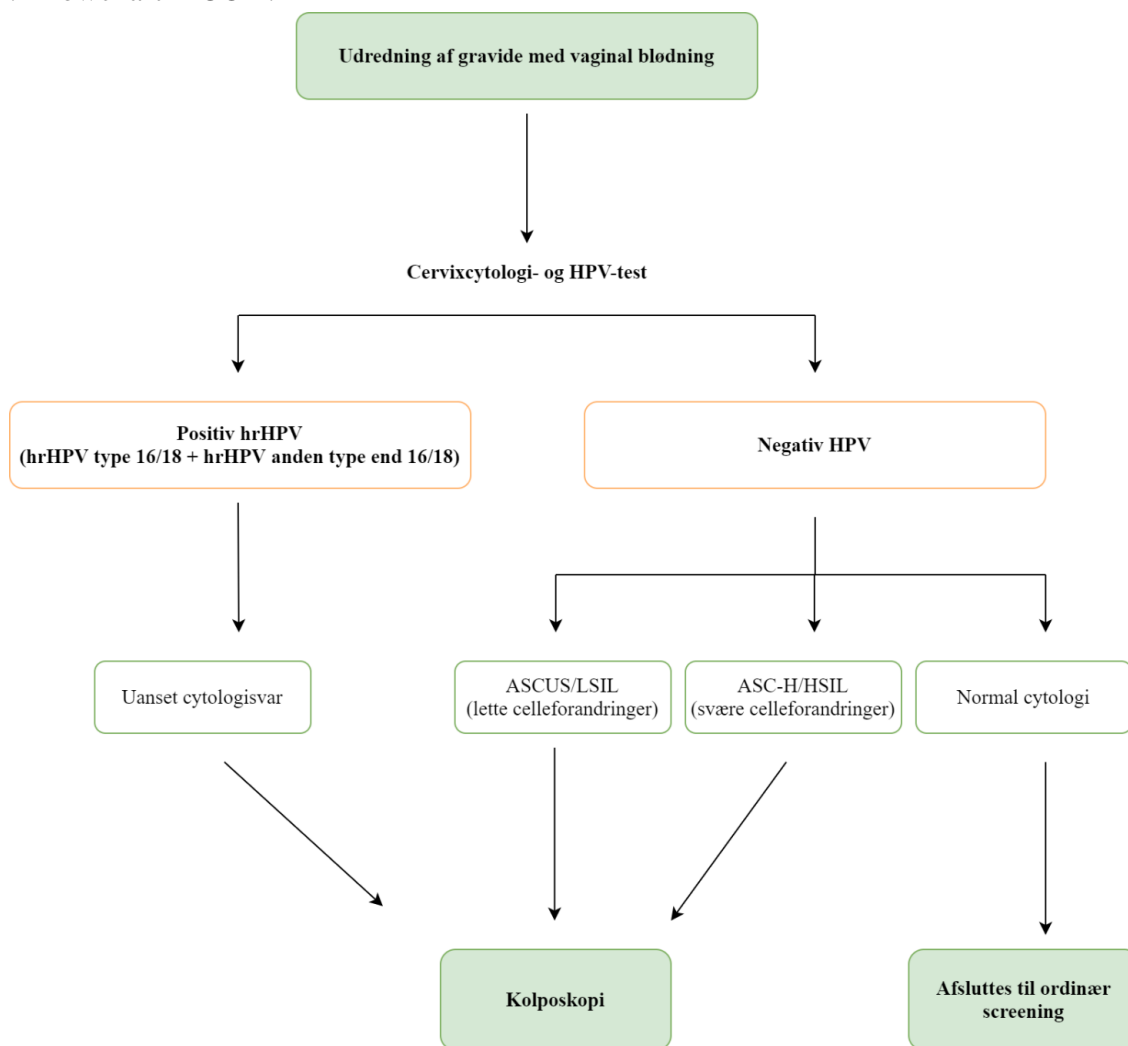 Udredning af gravide med vaginal blødning
Cervixcytologi- og HPV-test
Positiv hrHPV
(hrHPV type 16/18 + hrHPV anden type end 16/18)
Negativ HPV
Uanset cytologisvar
ASCUS/LSIL
(lette celleforandringer)
ASC-H/HSIL
(svære celleforandringer)
Normal cytologi
Kolposkopi
Afsluttes til ordinær
screening